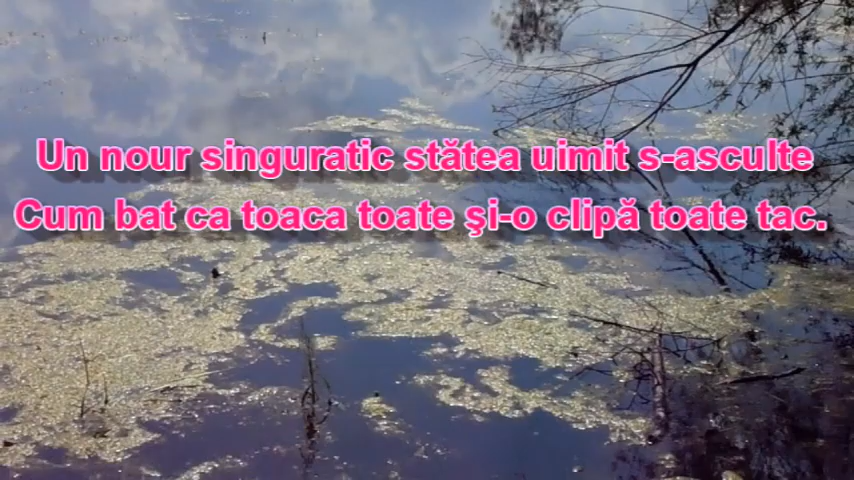 Un nour singuratic stătea uimit s-asculte
Cum bat ca toaca toate şi-o clipă toate tac.